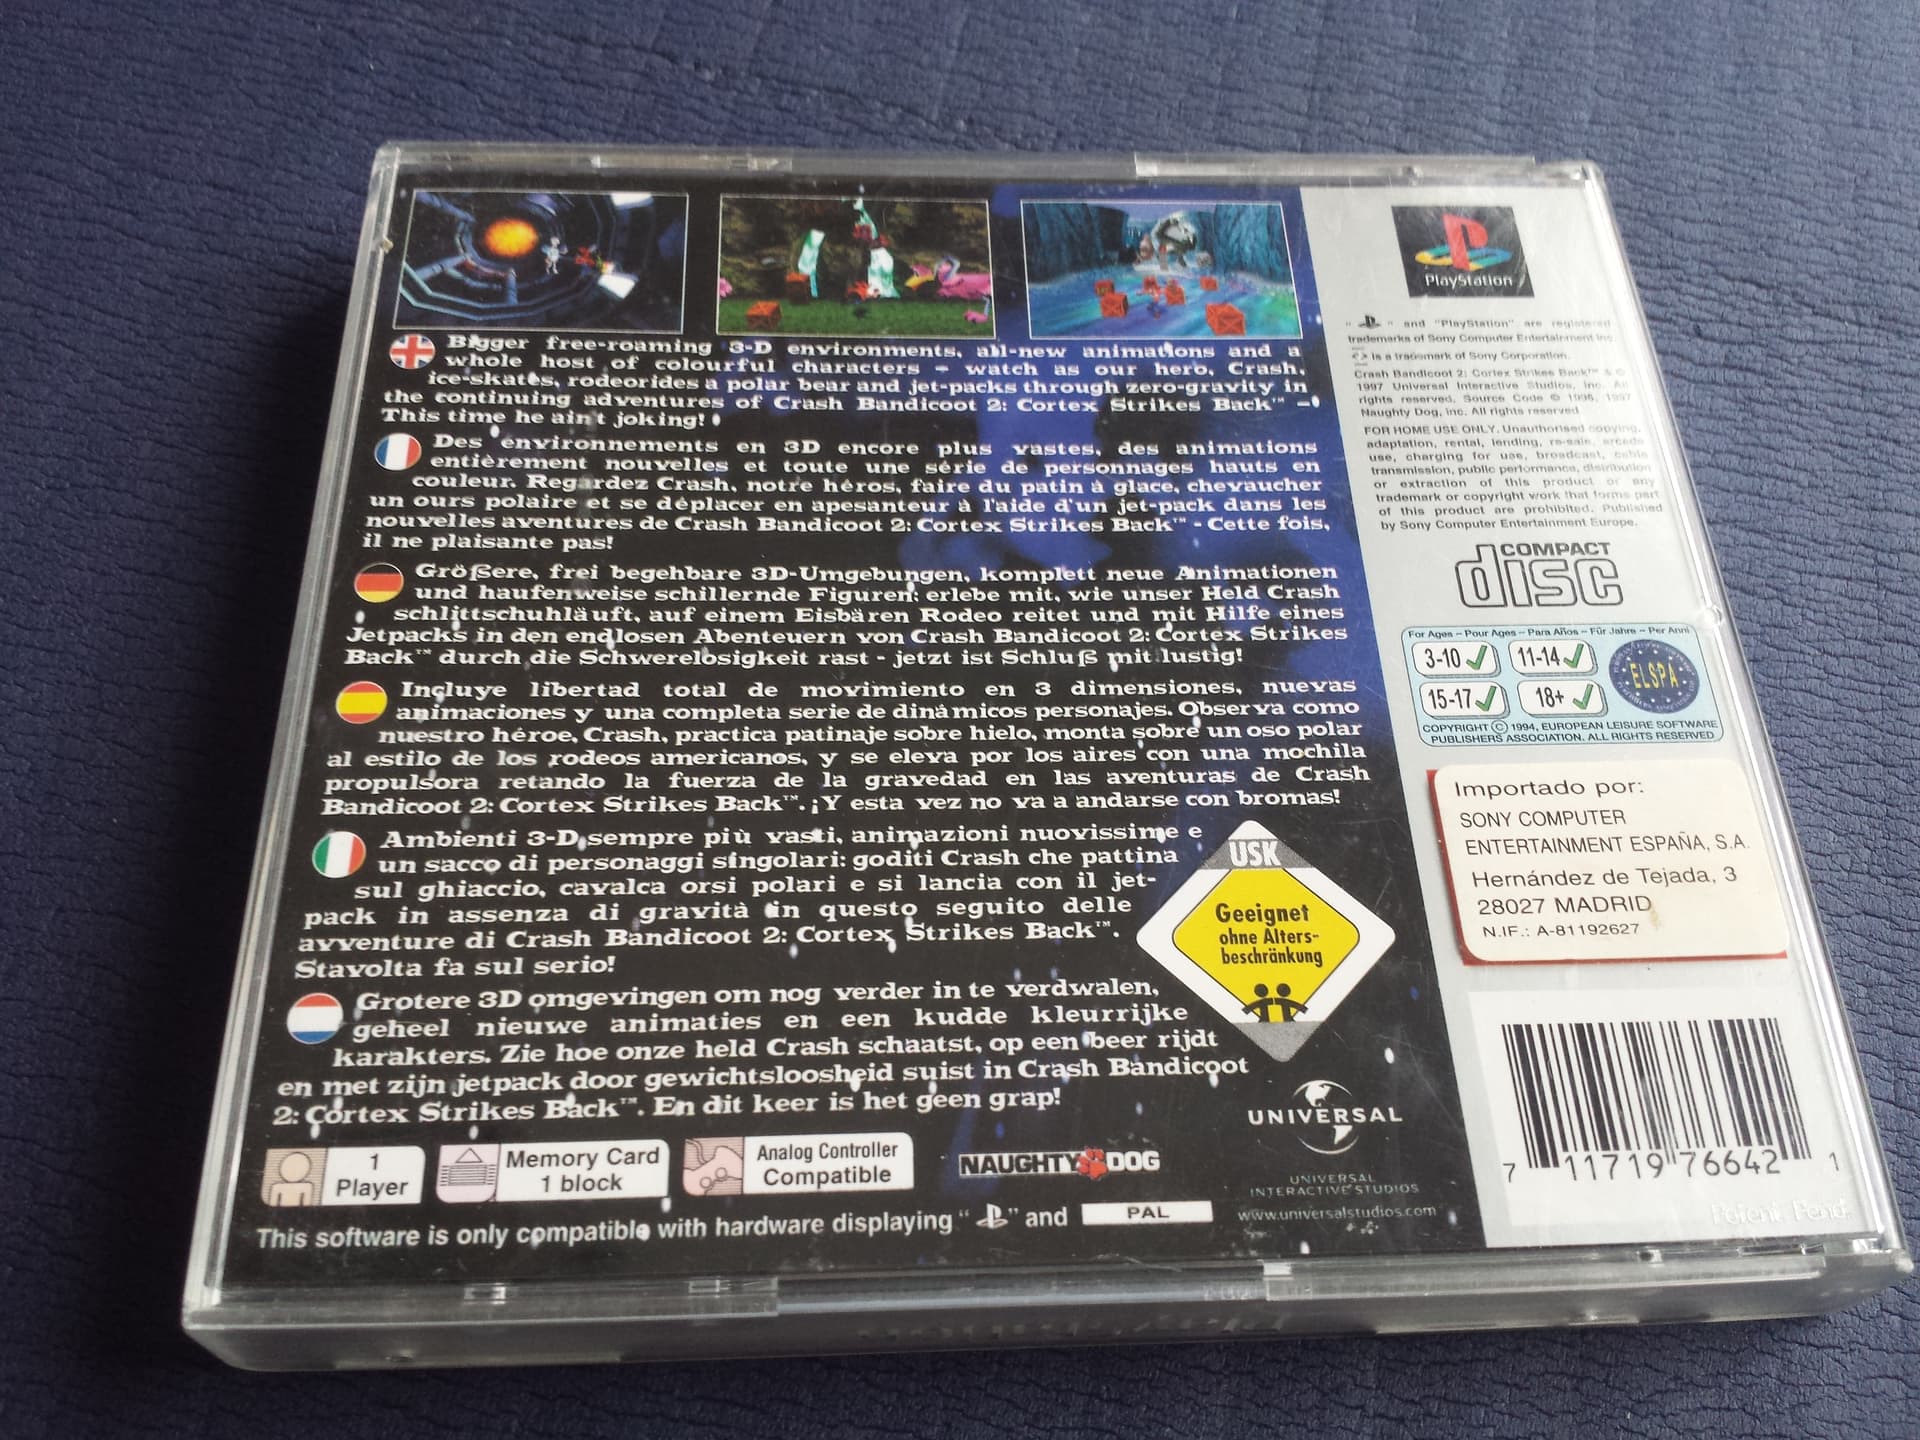 Bigger free-roaming 3-D environments, all-new animations and a
whole host of colourful characters - watch as our hero, Crash,
ice-skates, rodeorides a polar bear and jet-packs through zero-gravity in
the continuing adventures of Crash Bandicoot 2: Cortex Strikes Back™ -
This time he ain't joking!
Des environnements en 3D encore plus vastes, des animations
entièrement nouvelles et toute une série de personnages hauts en
couleur. Regardez Crash, notre héros, faire du patin à glace, chevaucher
un ours polaire et se déplacer en apesanteur à l'aide d'un jet-pack dans les
nouvelles aventures de Crash Bandicoot 2: Cortex Strikes Back™ - Cette fois,
il ne plaisante pas!
Größere, frei begehbare 3D-Umgebungen, komplett neue Animationen
und haufenweise schillernde Figuren: erlebe mit, wie unser Held Crash
schlittschuhläuft, auf einem Eisbären Rodeo reitet und mit Hilfe eines
Jetpacks in den endlosen Abenteuern von Crash Bandicoot 2: Cortex Strikes
Back™ durch die Schwerelosigkeit rast - jetzt ist Schluß mit lustig!
Incluye libertad total de movimiento en 3 dimensiones, nuevas
animaciones y una completa serie de dinámicos personajes. Observa como
nuestro héroe, Crash, practica patinaje sobre hielo, monta sobre un oso polar
al estilo de los rodeos americanos, y se eleva por los aires con una mochila
propulsora retando la fuerza de la gravedad en las aventuras de Crash
Bandicoot 2: Cortex Strikes Back™. ¡Y esta vez no va a andarse con bromas!
Ambienti 3-D sempre più vasti, animazioni nuovissime e
un sacco di personaggi singolari: goditi Crash che pattina
sul ghiaccio, cavalca orsi polari e si lancia con il jet-
pack in assenza di gravità in questo seguito delle
avventure di Crash Bandicoot 2: Cortex Strikes Back™.
Stavolta fa sul serio!
Grotere 3D omgevingen om nog verder in te verdwalen,
geheel nieuwe animaties en een kudde kleurrijke
karakters. Zie hoe onze held Crash schaatst, op een beer rijdt
en met zijn jetpack door gewichtsloosheid suist in Crash Bandicoot
2: Cortex Strikes Back™. En dit keer is het geen grap!
USK
Geeignet
ohne Alters-
beschränkung
1
Player
Memory Card
1 block
Analog Controller
Compatible
NAUGHTY DOG
UNIVERSAL
UNIVERSAL
INTERACTIVE STUDIOS
www.universalstudios.com
This software is only compatible with hardware displaying " " and PAL
PlayStation
" " and "PlayStation" are registered
trademarks of Sony Computer Entertainment Inc.
is a trademark of Sony Corporation.
Crash Bandicoot 2: Cortex Strikes Back™ & ©
1997 Universal Interactive Studios, Inc. All
rights reserved. Source Code © 1996, 1997
Naughty Dog, Inc. All rights reserved.
FOR HOME USE ONLY. Unauthorised copying,
adaptation, rental, lending, re-sale, arcade
use, charging for use, broadcast, cable
transmission, public performance, distribution
or extraction of this product or any
trademark or copyright work that forms part
of this product are prohibited. Published
by Sony Computer Entertainment Europe.
COMPACT
disc
For Ages – Pour Ages – Para Años – Für Jahre – Per Anni
3-10 11-14
15-17 18+
ELSPA
COPYRIGHT © 1994, EUROPEAN LEISURE SOFTWARE
PUBLISHERS ASSOCIATION. ALL RIGHTS RESERVED
Importado por:
SONY COMPUTER
ENTERTAINMENT ESPAÑA, S.A.
Hernández de Tejada, 3
28027 MADRID
N.IF.: A-81192627
7 11719 76642 1
Patent Pend.